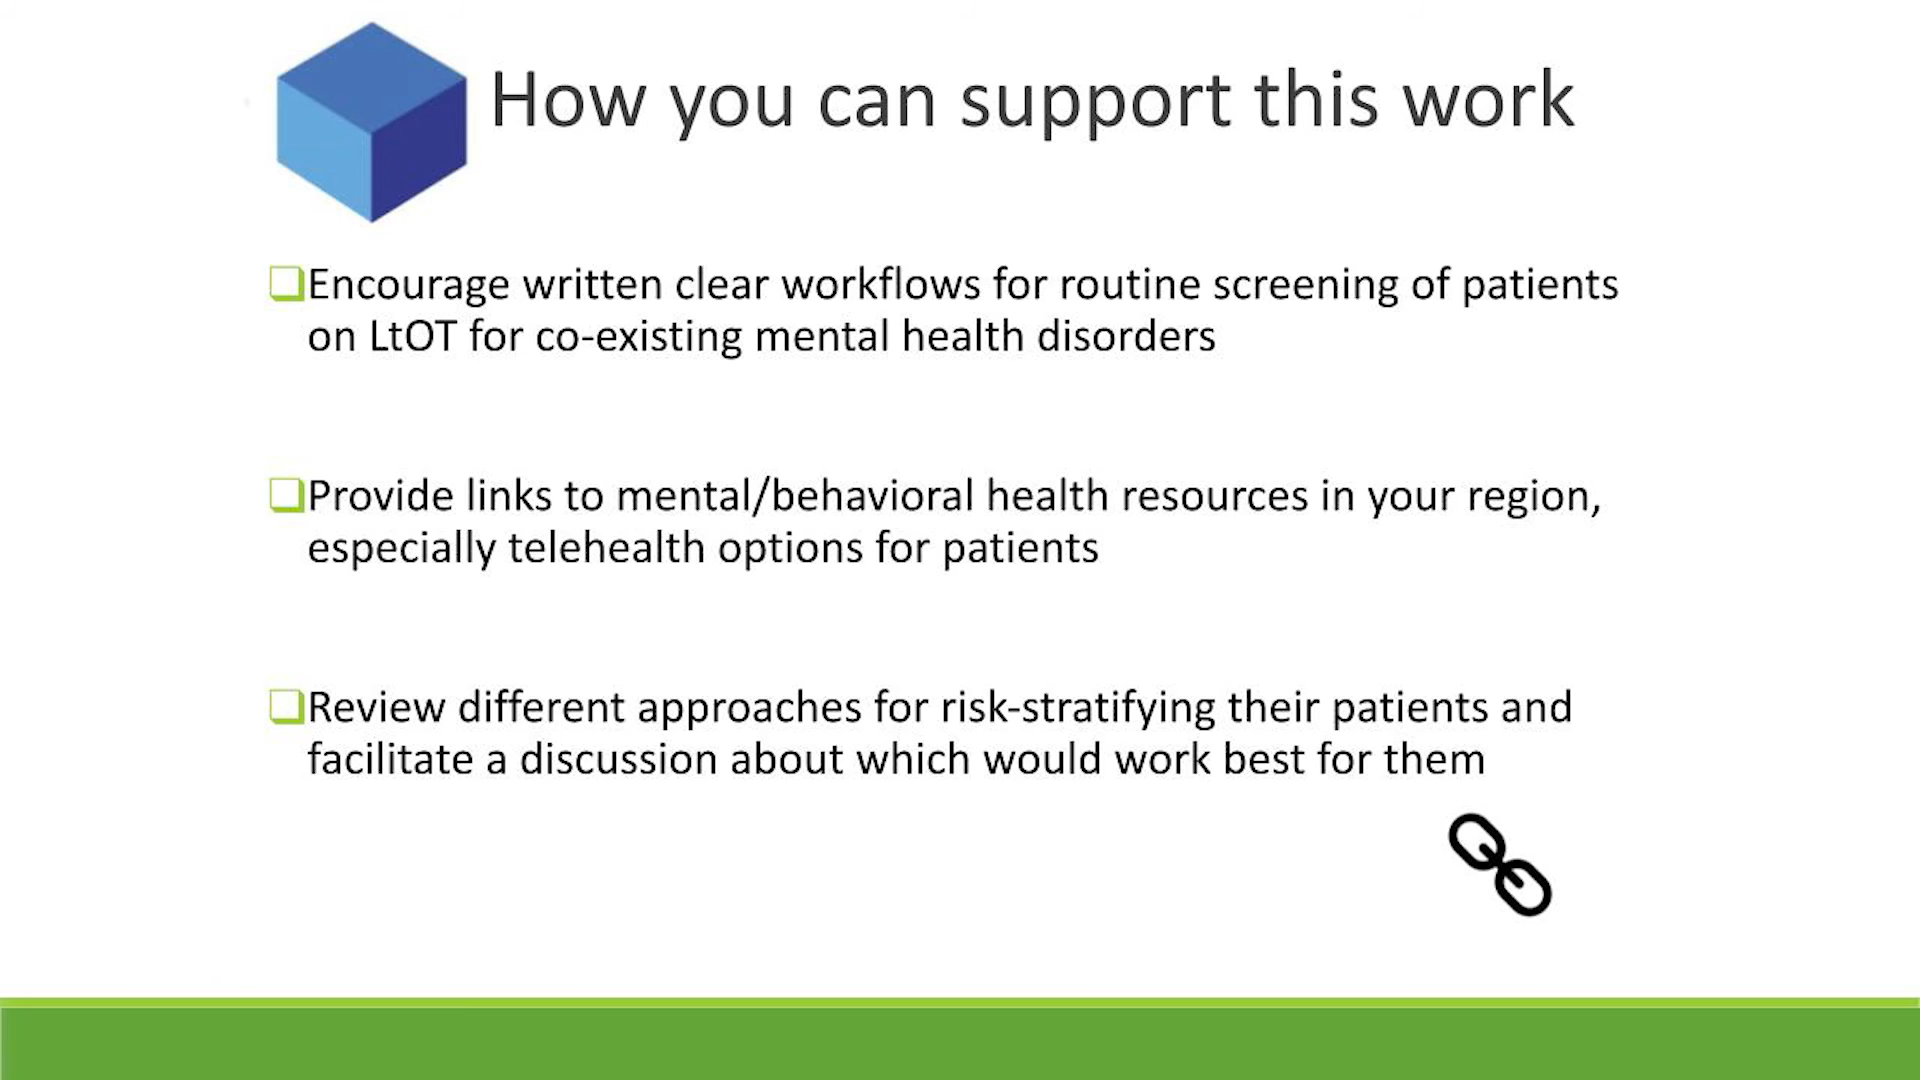 How you can support this work
Encourage written clear workflows for routine screening of patients
on LtOT for co-existing mental health disorders
Provide links to mental/behavioral health resources in your region,
especially telehealth options for patients
Review different approaches for risk-stratifying their patients and
facilitate a discussion about which would work best for them